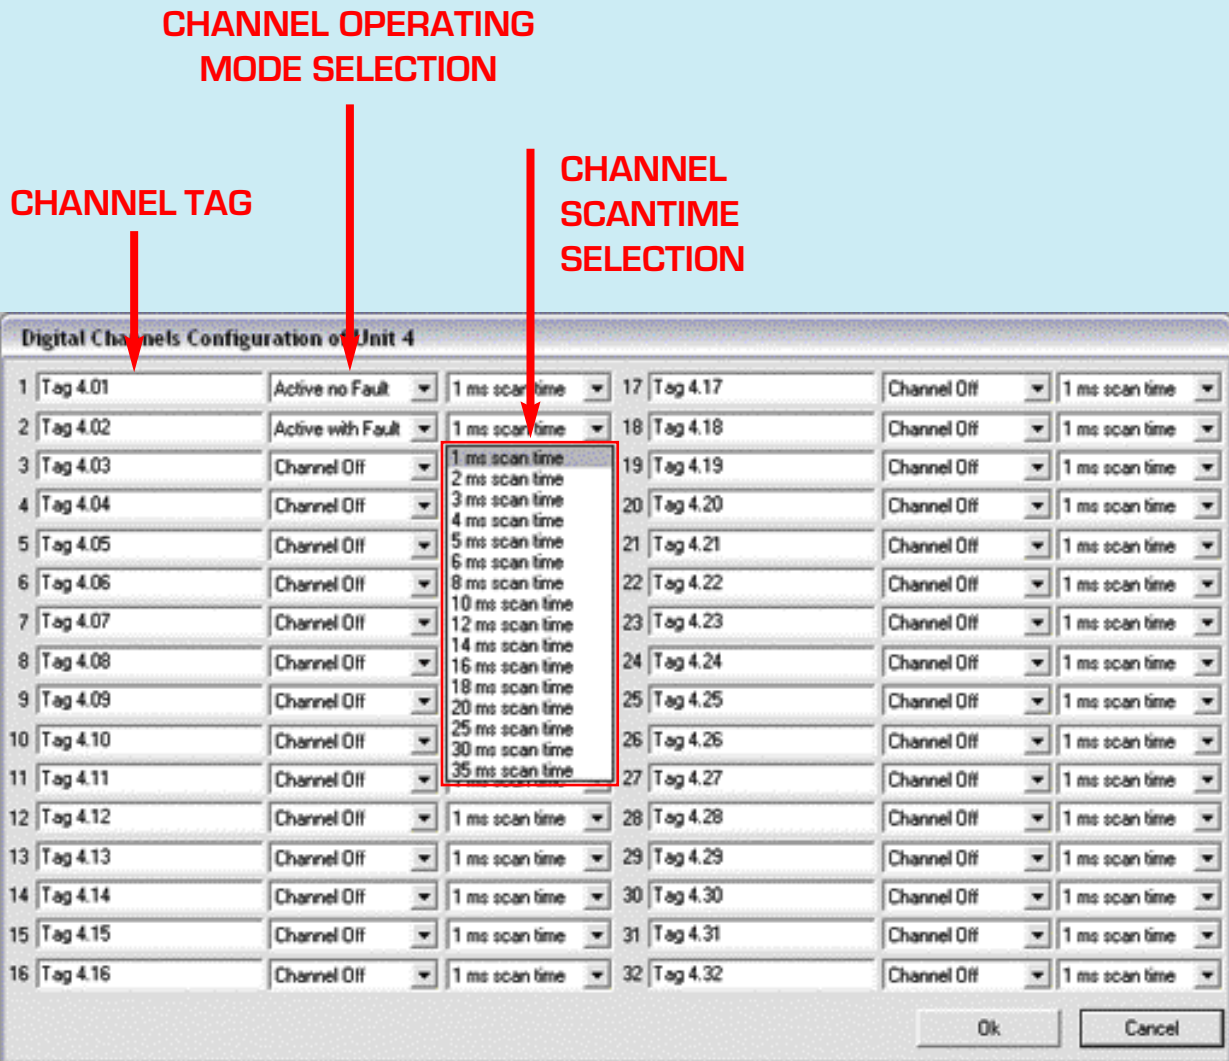 CHANNEL OPERATING
MODE SELECTION
CHANNEL
SCANTIME
SELECTION
CHANNEL TAG
Digital Channels Configuration of Unit 4
1 Tag 4.01 Active no Fault 1 ms scan time 17 Tag 4.17 Channel Off 1 ms scan time
2 Tag 4.02 Active with Fault 1 ms scan time 18 Tag 4.18 Channel Off 1 ms scan time
3 Tag 4.03 Channel Off 19 Tag 4.19 Channel Off 1 ms scan time
4 Tag 4.04 Channel Off 20 Tag 4.20 Channel Off 1 ms scan time
5 Tag 4.05 Channel Off 21 Tag 4.21 Channel Off 1 ms scan time
6 Tag 4.06 Channel Off 22 Tag 4.22 Channel Off 1 ms scan time
7 Tag 4.07 Channel Off 23 Tag 4.23 Channel Off 1 ms scan time
8 Tag 4.08 Channel Off 24 Tag 4.24 Channel Off 1 ms scan time
9 Tag 4.09 Channel Off 25 Tag 4.25 Channel Off 1 ms scan time
10 Tag 4.10 Channel Off 26 Tag 4.26 Channel Off 1 ms scan time
11 Tag 4.11 Channel Off 27 Tag 4.27 Channel Off 1 ms scan time
1 ms scan time
2 ms scan time
3 ms scan time
4 ms scan time
5 ms scan time
6 ms scan time
8 ms scan time
10 ms scan time
12 ms scan time
14 ms scan time
16 ms scan time
18 ms scan time
20 ms scan time
25 ms scan time
30 ms scan time
35 ms scan time
12 Tag 4.12 Channel Off 1 ms scan time 28 Tag 4.28 Channel Off 1 ms scan time
13 Tag 4.13 Channel Off 1 ms scan time 29 Tag 4.29 Channel Off 1 ms scan time
14 Tag 4.14 Channel Off 1 ms scan time 30 Tag 4.30 Channel Off 1 ms scan time
15 Tag 4.15 Channel Off 1 ms scan time 31 Tag 4.31 Channel Off 1 ms scan time
16 Tag 4.16 Channel Off 1 ms scan time 32 Tag 4.32 Channel Off 1 ms scan time
Ok Cancel